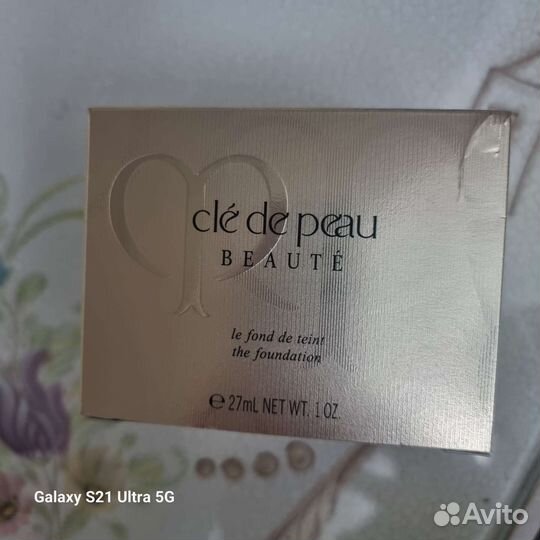 clé de peau
BEAUTÉ
le fond de teint
the foundation
℮ 27mL NET WT. 1 OZ.
Galaxy S21 Ultra 5G
Avito